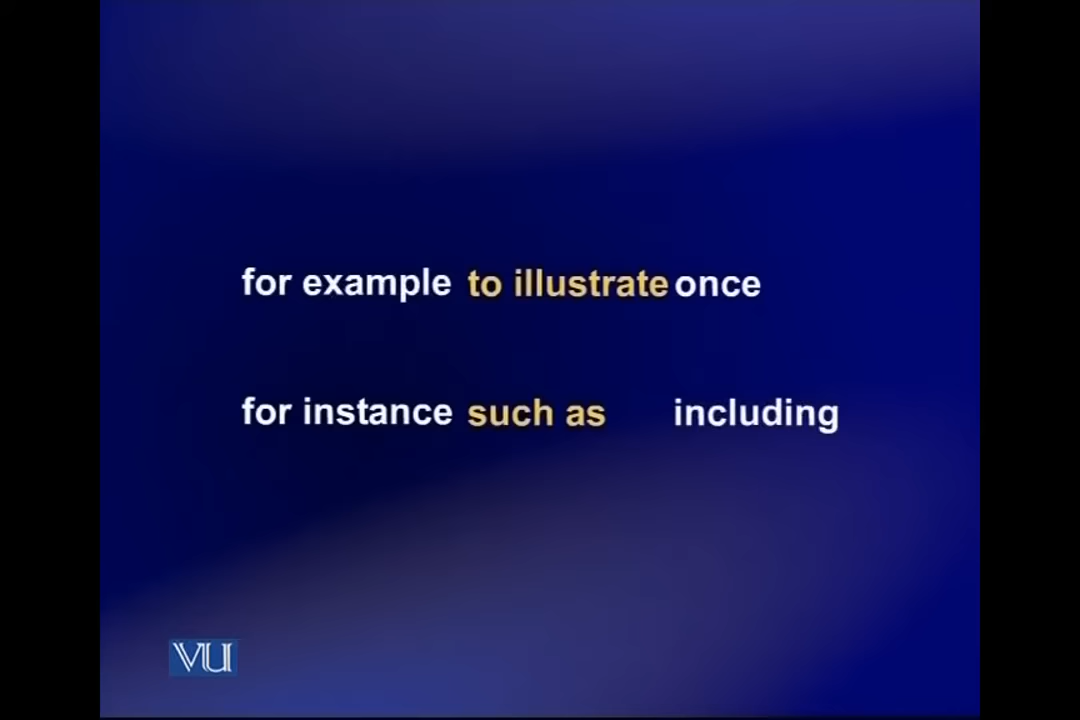 for example to illustrate once
for instance such as including
VU